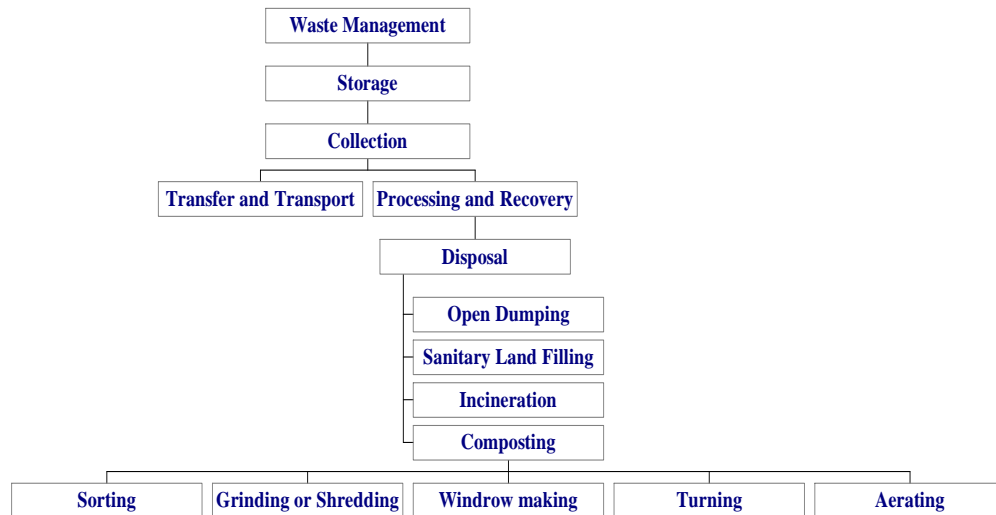 Waste Management
Storage
Collection
Transfer and Transport
Processing and Recovery
Disposal
Open Dumping
Sanitary Land Filling
Incineration
Composting
Sorting
Grinding or Shredding
Windrow making
Turning
Aerating